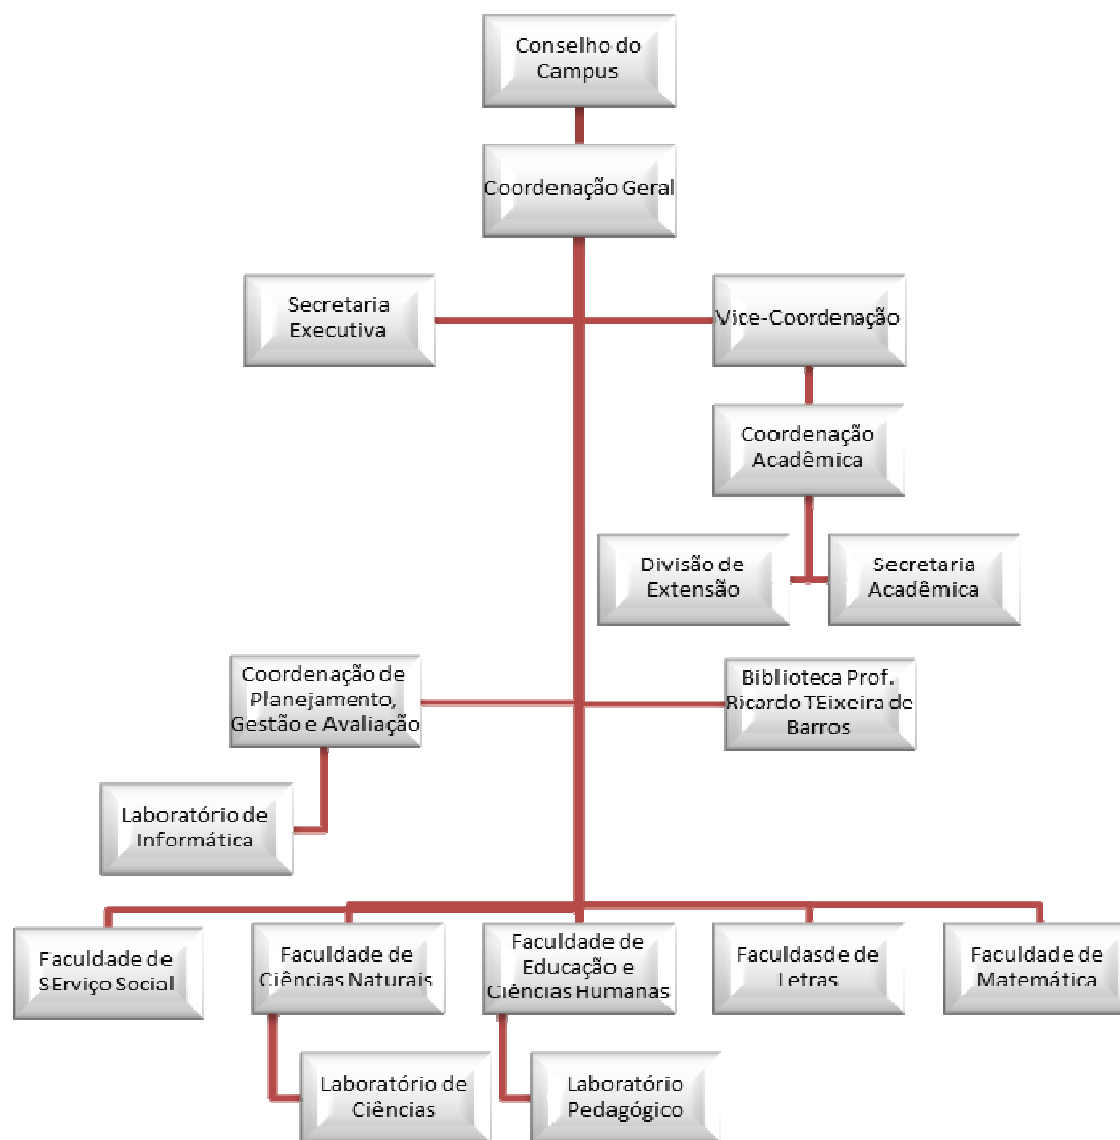 Conselho do
Campus
Coordenação Geral
Secretaria
Executiva
Vice-Coordenação
Coordenação
Acadêmica
Divisão de
Extensão
Secretaria
Acadêmica
Coordenação de
Planejamento,
Gestão e Avaliação
Biblioteca Prof.
Ricardo TEixeira de
Barros
Laboratório de
Informática
Faculdade de
SErviço Social
Faculdade de
Ciências Naturais
Faculdade de
Educação e
Ciências Humanas
Faculdasde de
Letras
Faculdade de
Matemática
Laboratório de
Ciências
Laboratório
Pedagógico